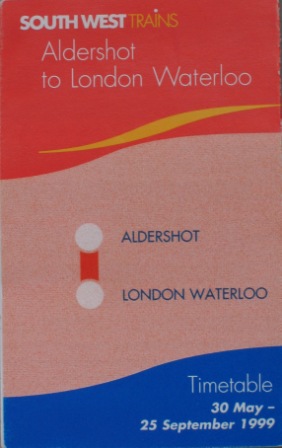 SOUTH WEST TRAINS
Aldershot
to London Waterloo
ALDERSHOT
LONDON WATERLOO
Timetable
30 May –
25 September 1999